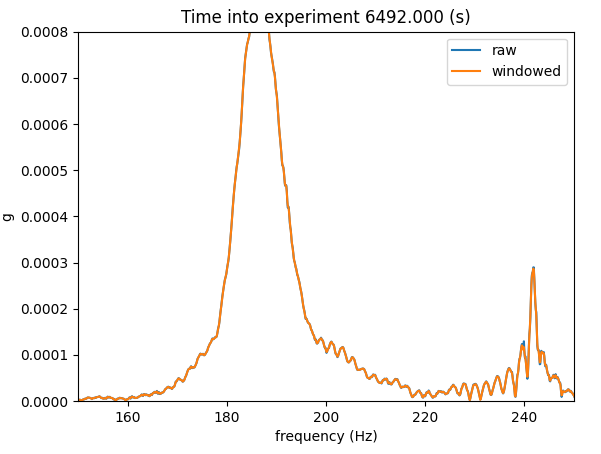 Time into experiment 6492.000 (s)
raw
windowed
0.0008
0.0007
0.0006
0.0005
0.0004
0.0003
0.0002
0.0001
0.0000
g
160 180 200 220 240
frequency (Hz)